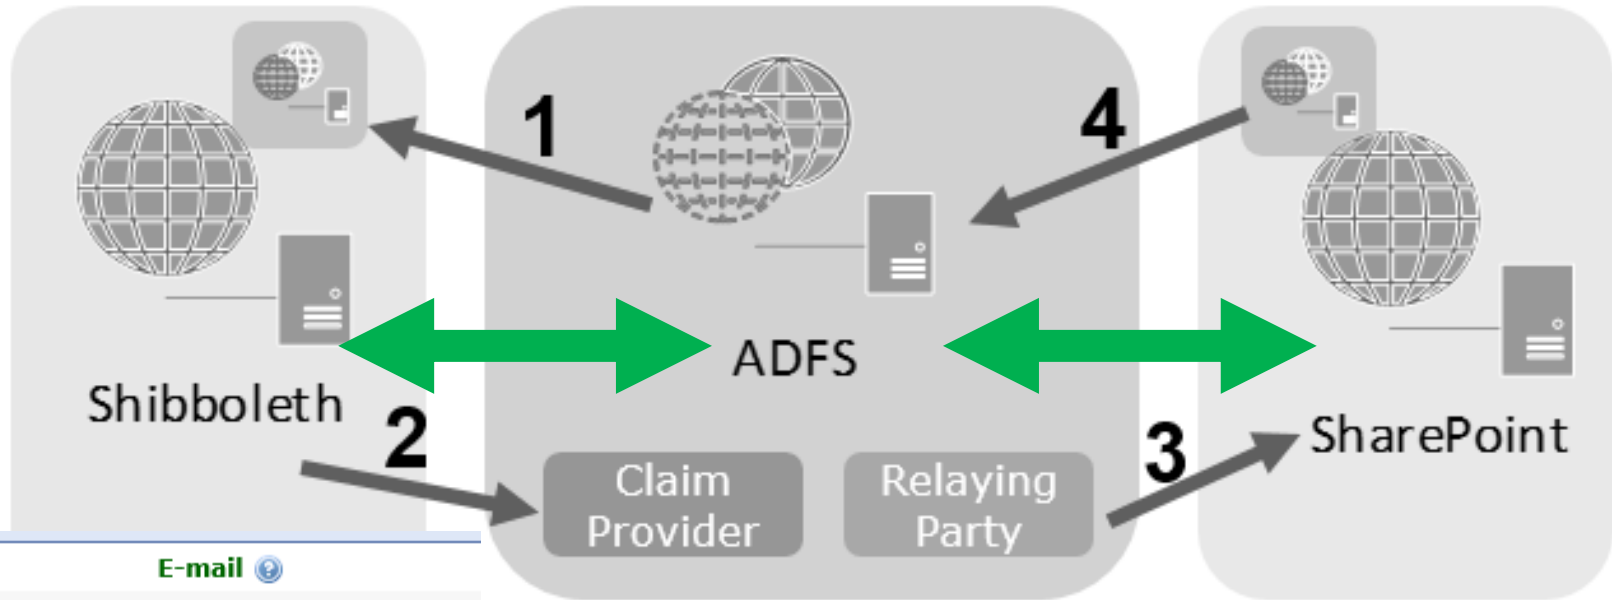 1
4
ADFS
Shibboleth
2
SharePoint
3
Claim
Provider
Relaying
Party
E-mail ?